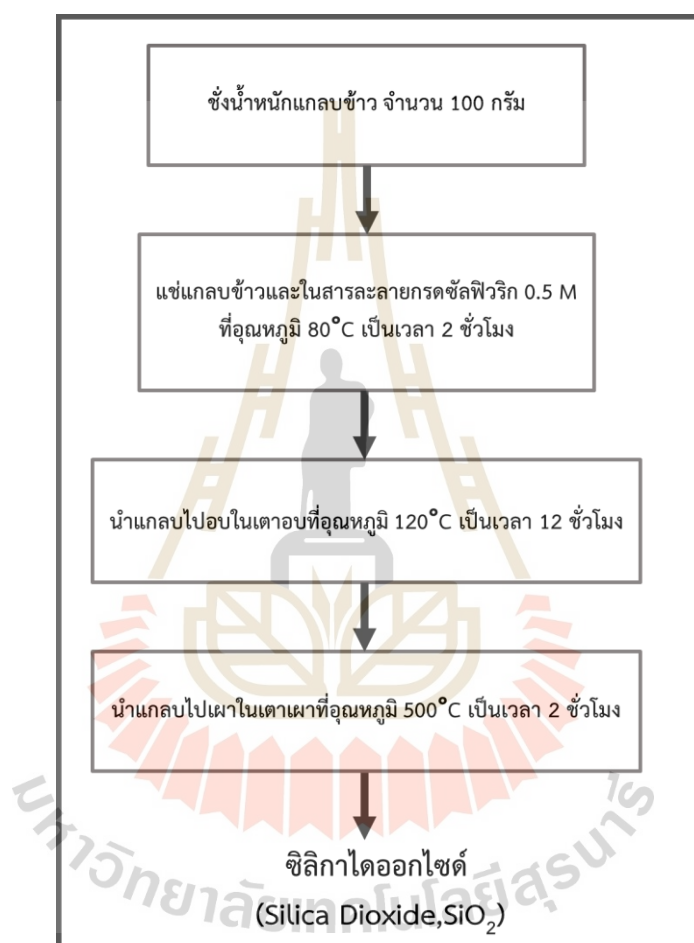 ชั่งน้ำหนักแกลบข้าว จำนวน 100 กรัม
แช่แกลบข้าวและในสารละลายกรดซัลฟิวริก 0.5 M
ที่อุณหภูมิ 80°C เป็นเวลา 2 ชั่วโมง
นำแกลบไปอบในเตาอบที่อุณหภูมิ 120°C เป็นเวลา 12 ชั่วโมง
นำแกลบไปเผาในเตาเผาที่อุณหภูมิ 500°C เป็นเวลา 2 ชั่วโมง
ซิลิกาไดออกไซด์
(Silica Dioxide,SiO₂)
มหาวิทยาลัยเทคโนโลยีสุรนารี